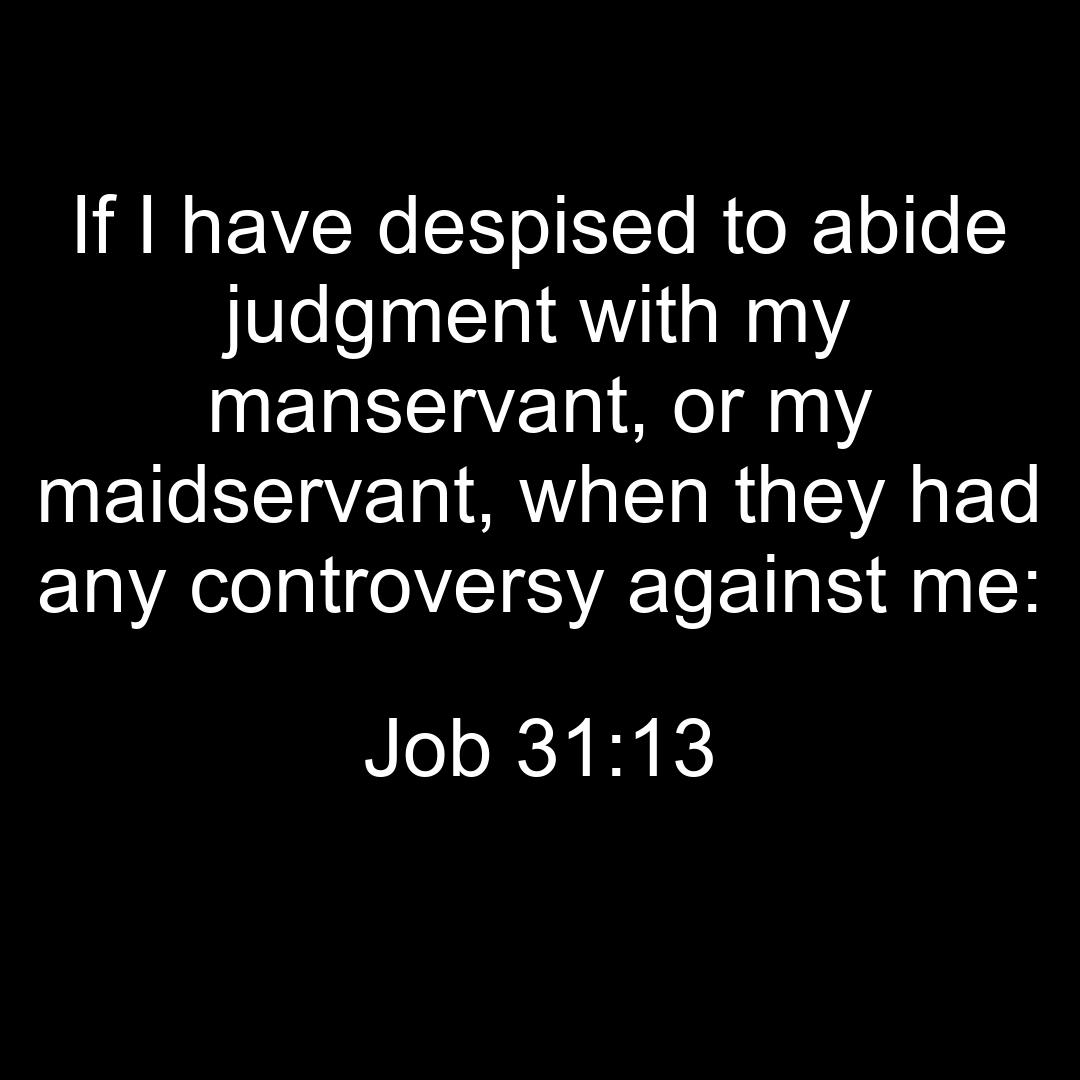 If I have despised to abide
judgment with my
manservant, or my
maidservant, when they had
any controversy against me:
Job 31:13